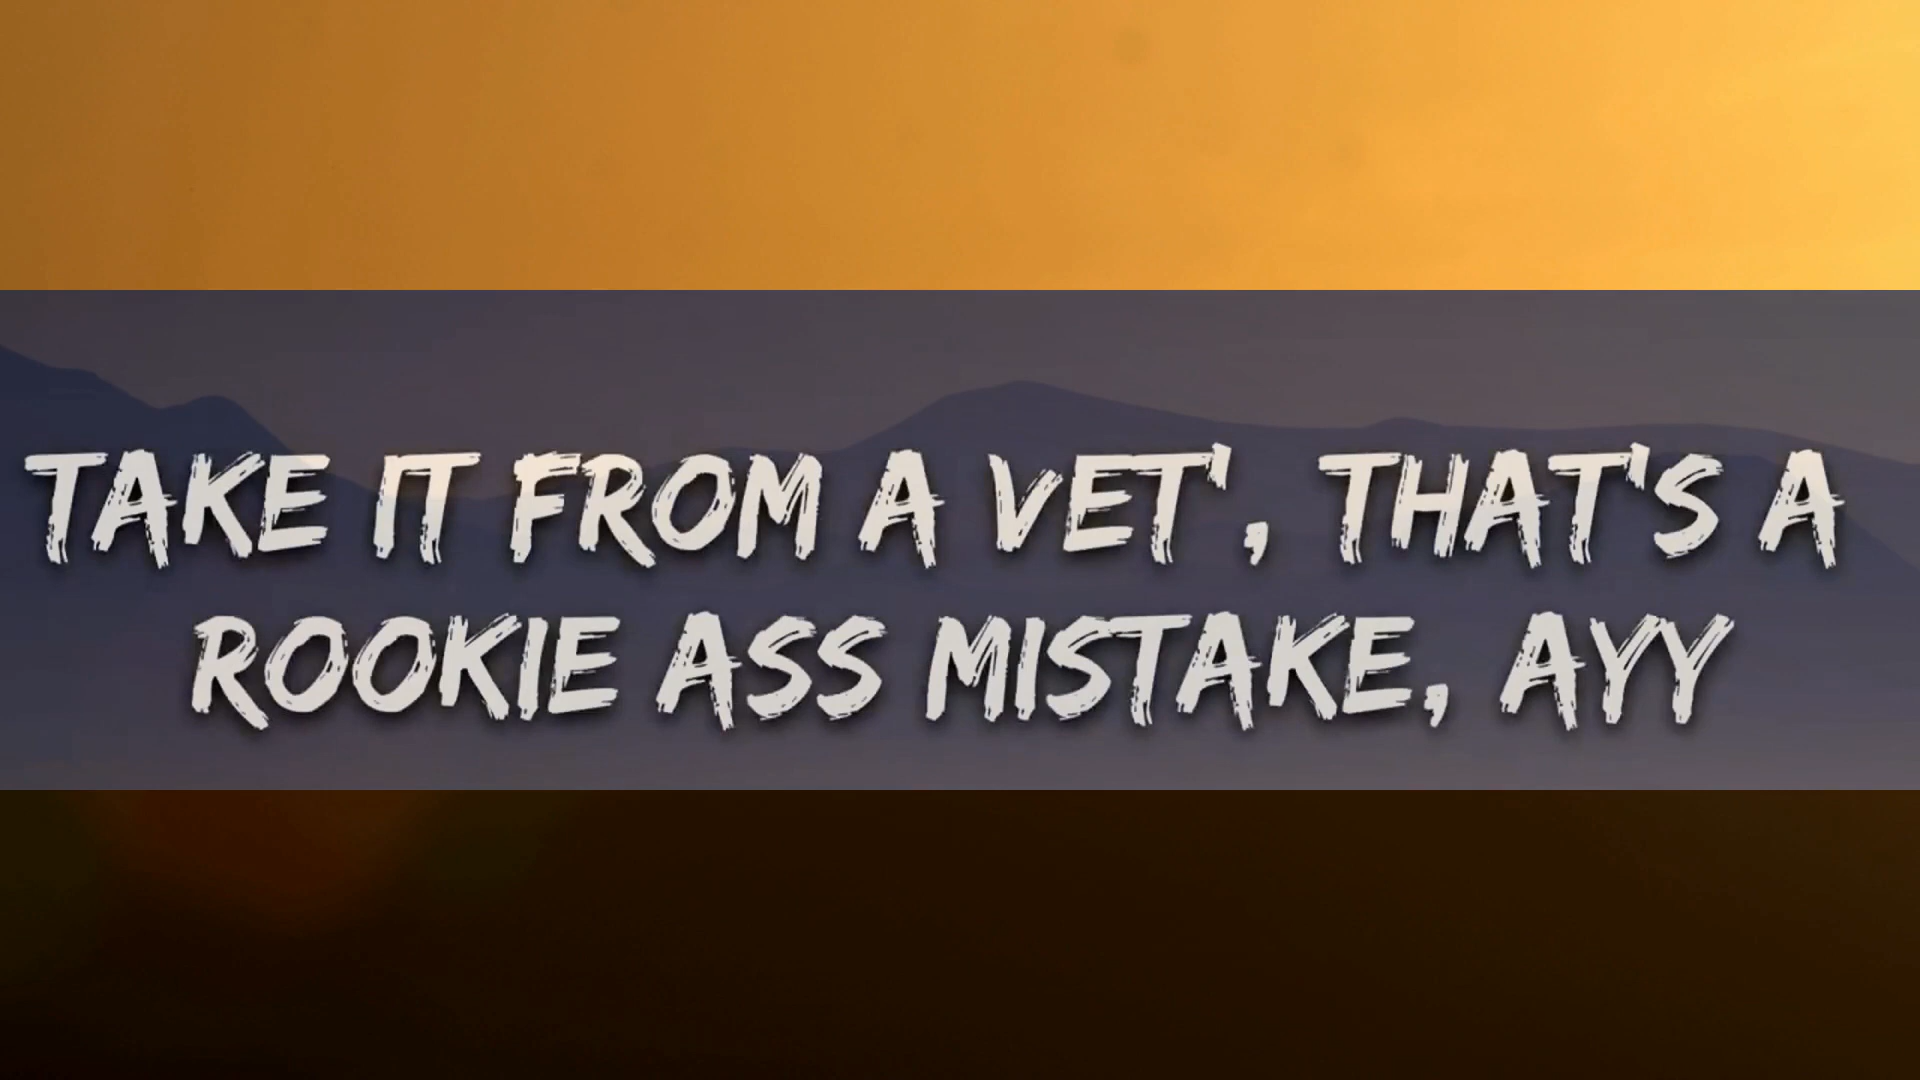 TAKE IT FROM A VET', THAT'S A
ROOKIE ASS MISTAKE, AYY